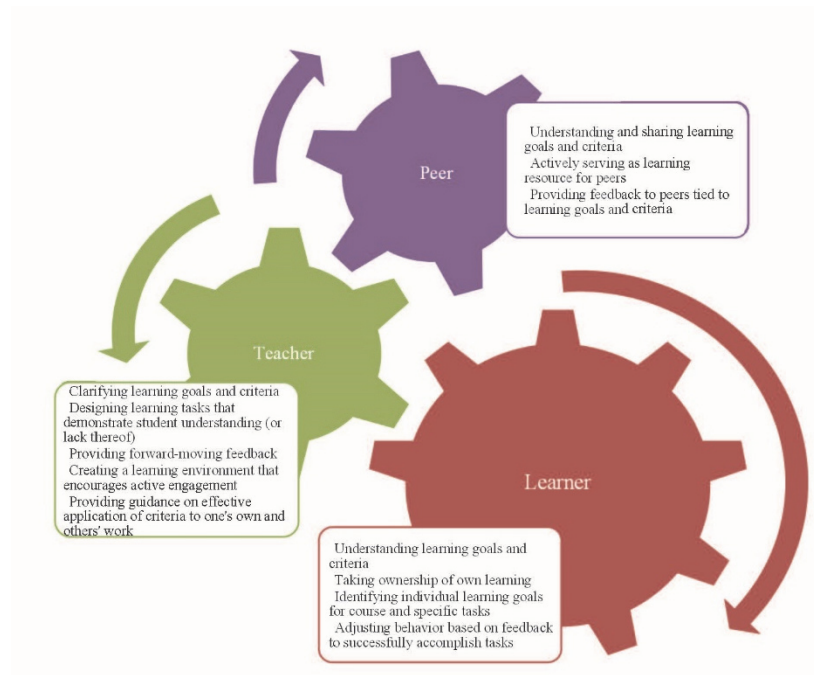 Peer
Understanding and sharing learning
goals and criteria
Actively serving as learning
resource for peers
Providing feedback to peers tied to
learning goals and criteria
Teacher
Clarifying learning goals and criteria
Designing learning tasks that
demonstrate student understanding (or
lack thereof)
Providing forward-moving feedback
Creating a learning environment that
encourages active engagement
Providing guidance on effective
application of criteria to one's own and
others' work
Learner
Understanding learning goals and
criteria
Taking ownership of own learning
Identifying individual learning goals
for course and specific tasks
Adjusting behavior based on feedback
to successfully accomplish tasks